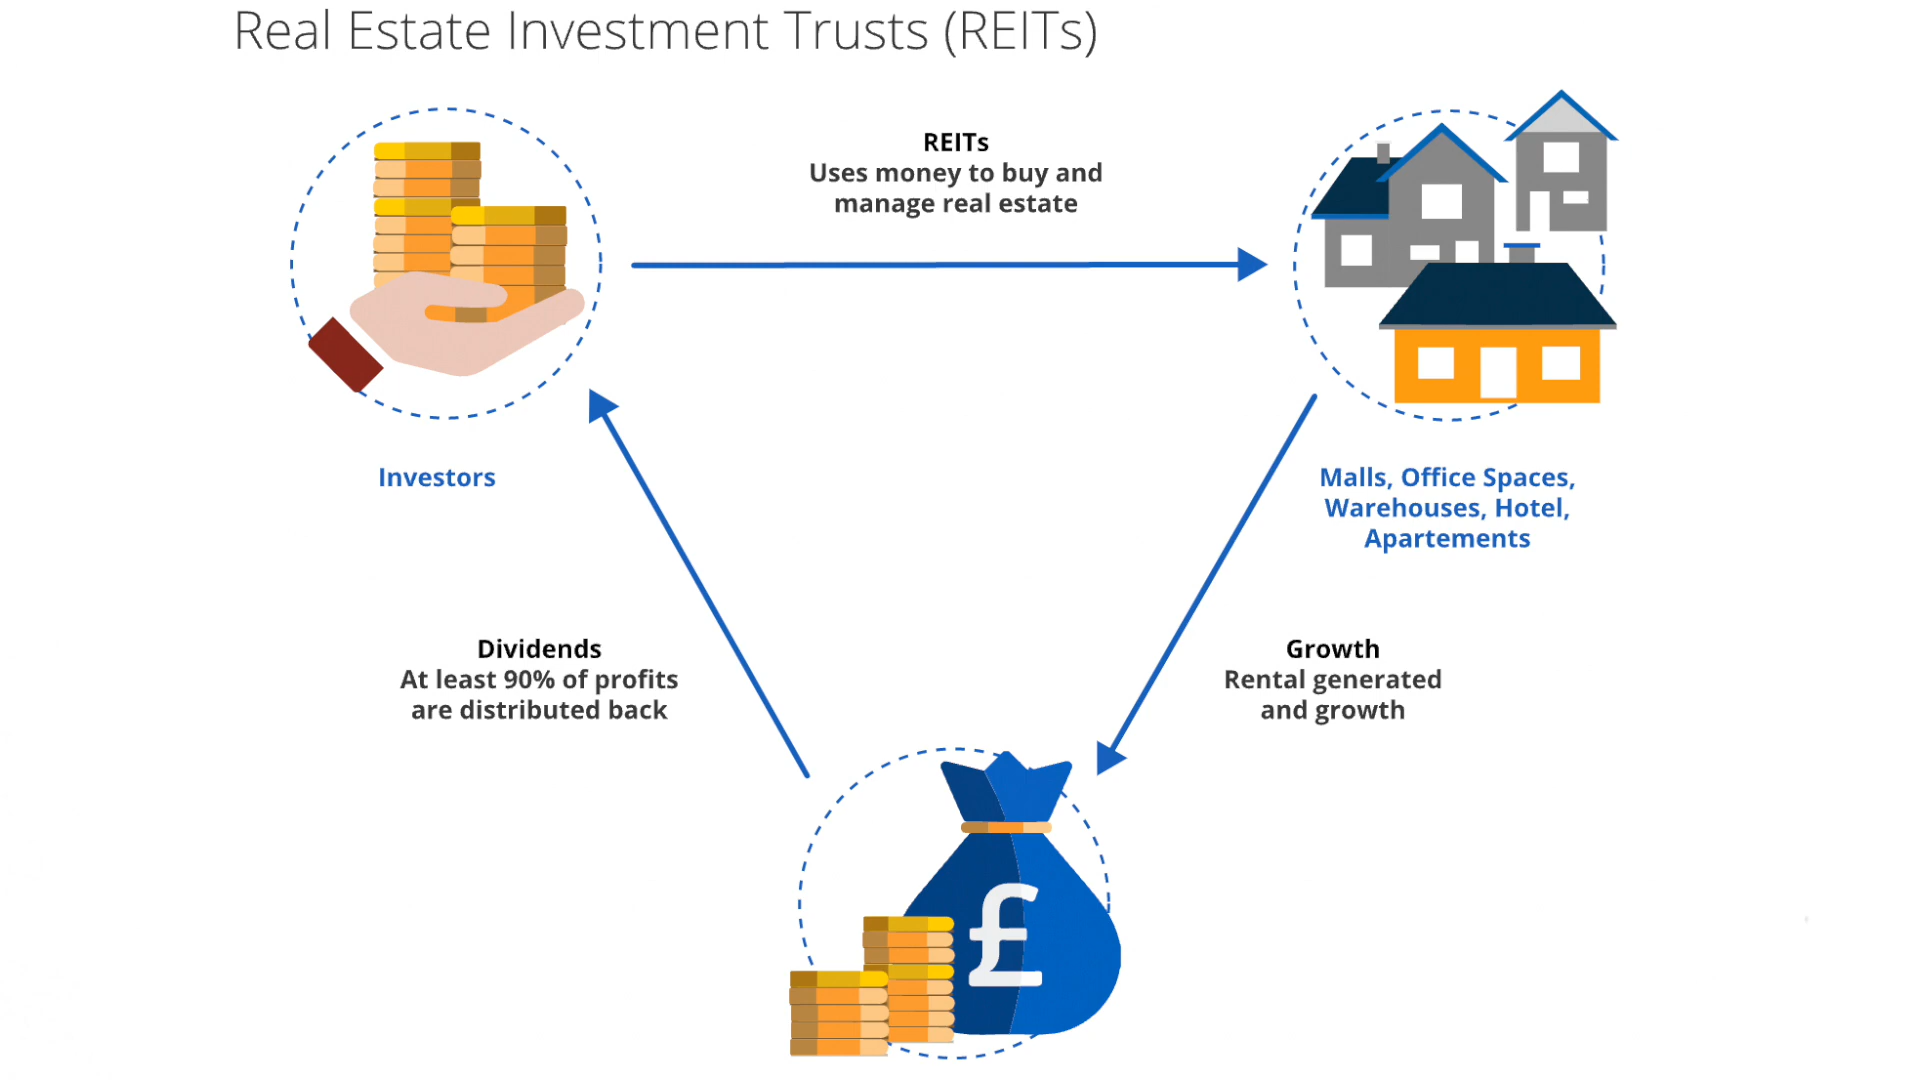 Real Estate Investment Trusts (REITs)
REITs
Uses money to buy and
manage real estate
Investors
Malls, Office Spaces,
Warehouses, Hotel,
Apartements
Dividends
At least 90% of profits
are distributed back
Growth
Rental generated
and growth
£